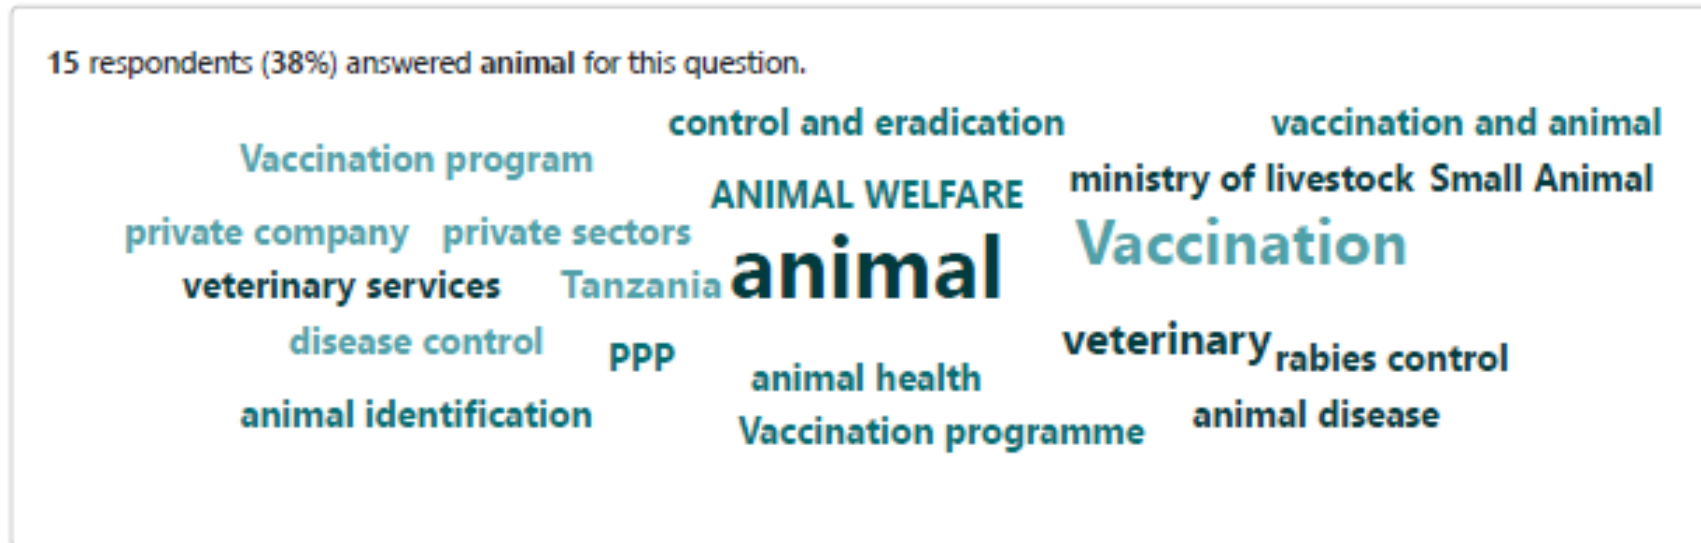 15 respondents (38%) answered animal for this question.
control and eradication
vaccination and animal
Vaccination program
ANIMAL WELFARE
ministry of livestock
Small Animal
private company
private sectors
Vaccination
veterinary services
Tanzania
animal
disease control
PPP
veterinary
rabies control
animal health
animal identification
Vaccination programme
animal disease